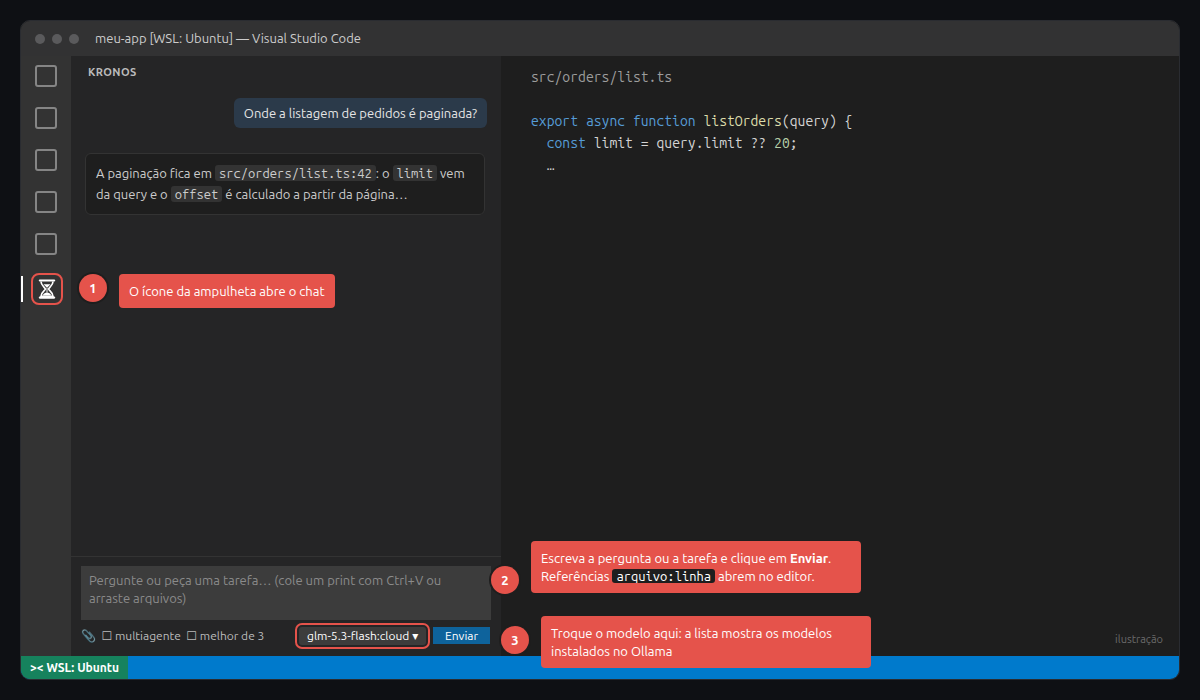 meu-app [WSL: Ubuntu] — Visual Studio Code
KRONOS
Onde a listagem de pedidos é paginada?
A paginação fica em src/orders/list.ts:42: o limit vem
da query e o offset é calculado a partir da página…
1
O ícone da ampulheta abre o chat
src/orders/list.ts
export async function listOrders(query) {
const limit = query.limit ?? 20;
…
Pergunte ou peça uma tarefa… (cole um print com Ctrl+V ou
arraste arquivos)
2
Escreva a pergunta ou a tarefa e clique em Enviar.
Referências arquivo:linha abrem no editor.
multiagente melhor de 3 glm-5.3-flash:cloud ▾ Enviar
3
Troque o modelo aqui: a lista mostra os modelos
instalados no Ollama
ilustração
>< WSL: Ubuntu